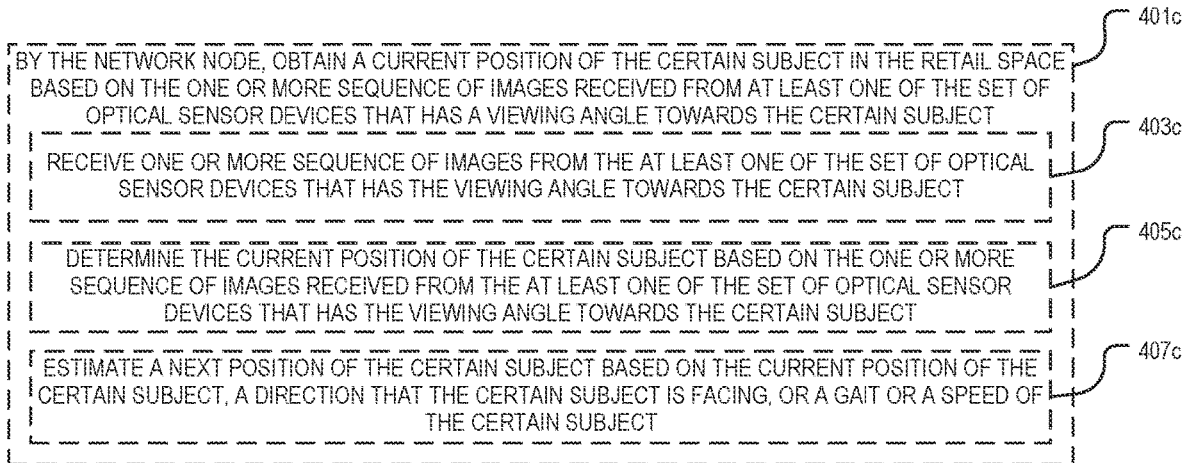 401c
BY THE NETWORK NODE, OBTAIN A CURRENT POSITION OF THE CERTAIN SUBJECT IN THE RETAIL SPACE
BASED ON THE ONE OR MORE SEQUENCE OF IMAGES RECEIVED FROM AT LEAST ONE OF THE SET OF
OPTICAL SENSOR DEVICES THAT HAS A VIEWING ANGLE TOWARDS THE CERTAIN SUBJECT
403c
RECEIVE ONE OR MORE SEQUENCE OF IMAGES FROM THE AT LEAST ONE OF THE SET OF OPTICAL
SENSOR DEVICES THAT HAS THE VIEWING ANGLE TOWARDS THE CERTAIN SUBJECT
405c
DETERMINE THE CURRENT POSITION OF THE CERTAIN SUBJECT BASED ON THE ONE OR MORE
SEQUENCE OF IMAGES RECEIVED FROM THE AT LEAST ONE OF THE SET OF OPTICAL SENSOR
DEVICES THAT HAS THE VIEWING ANGLE TOWARDS THE CERTAIN SUBJECT
407c
ESTIMATE A NEXT POSITION OF THE CERTAIN SUBJECT BASED ON THE CURRENT POSITION OF THE
CERTAIN SUBJECT, A DIRECTION THAT THE CERTAIN SUBJECT IS FACING, OR A GAIT OR A SPEED OF
THE CERTAIN SUBJECT